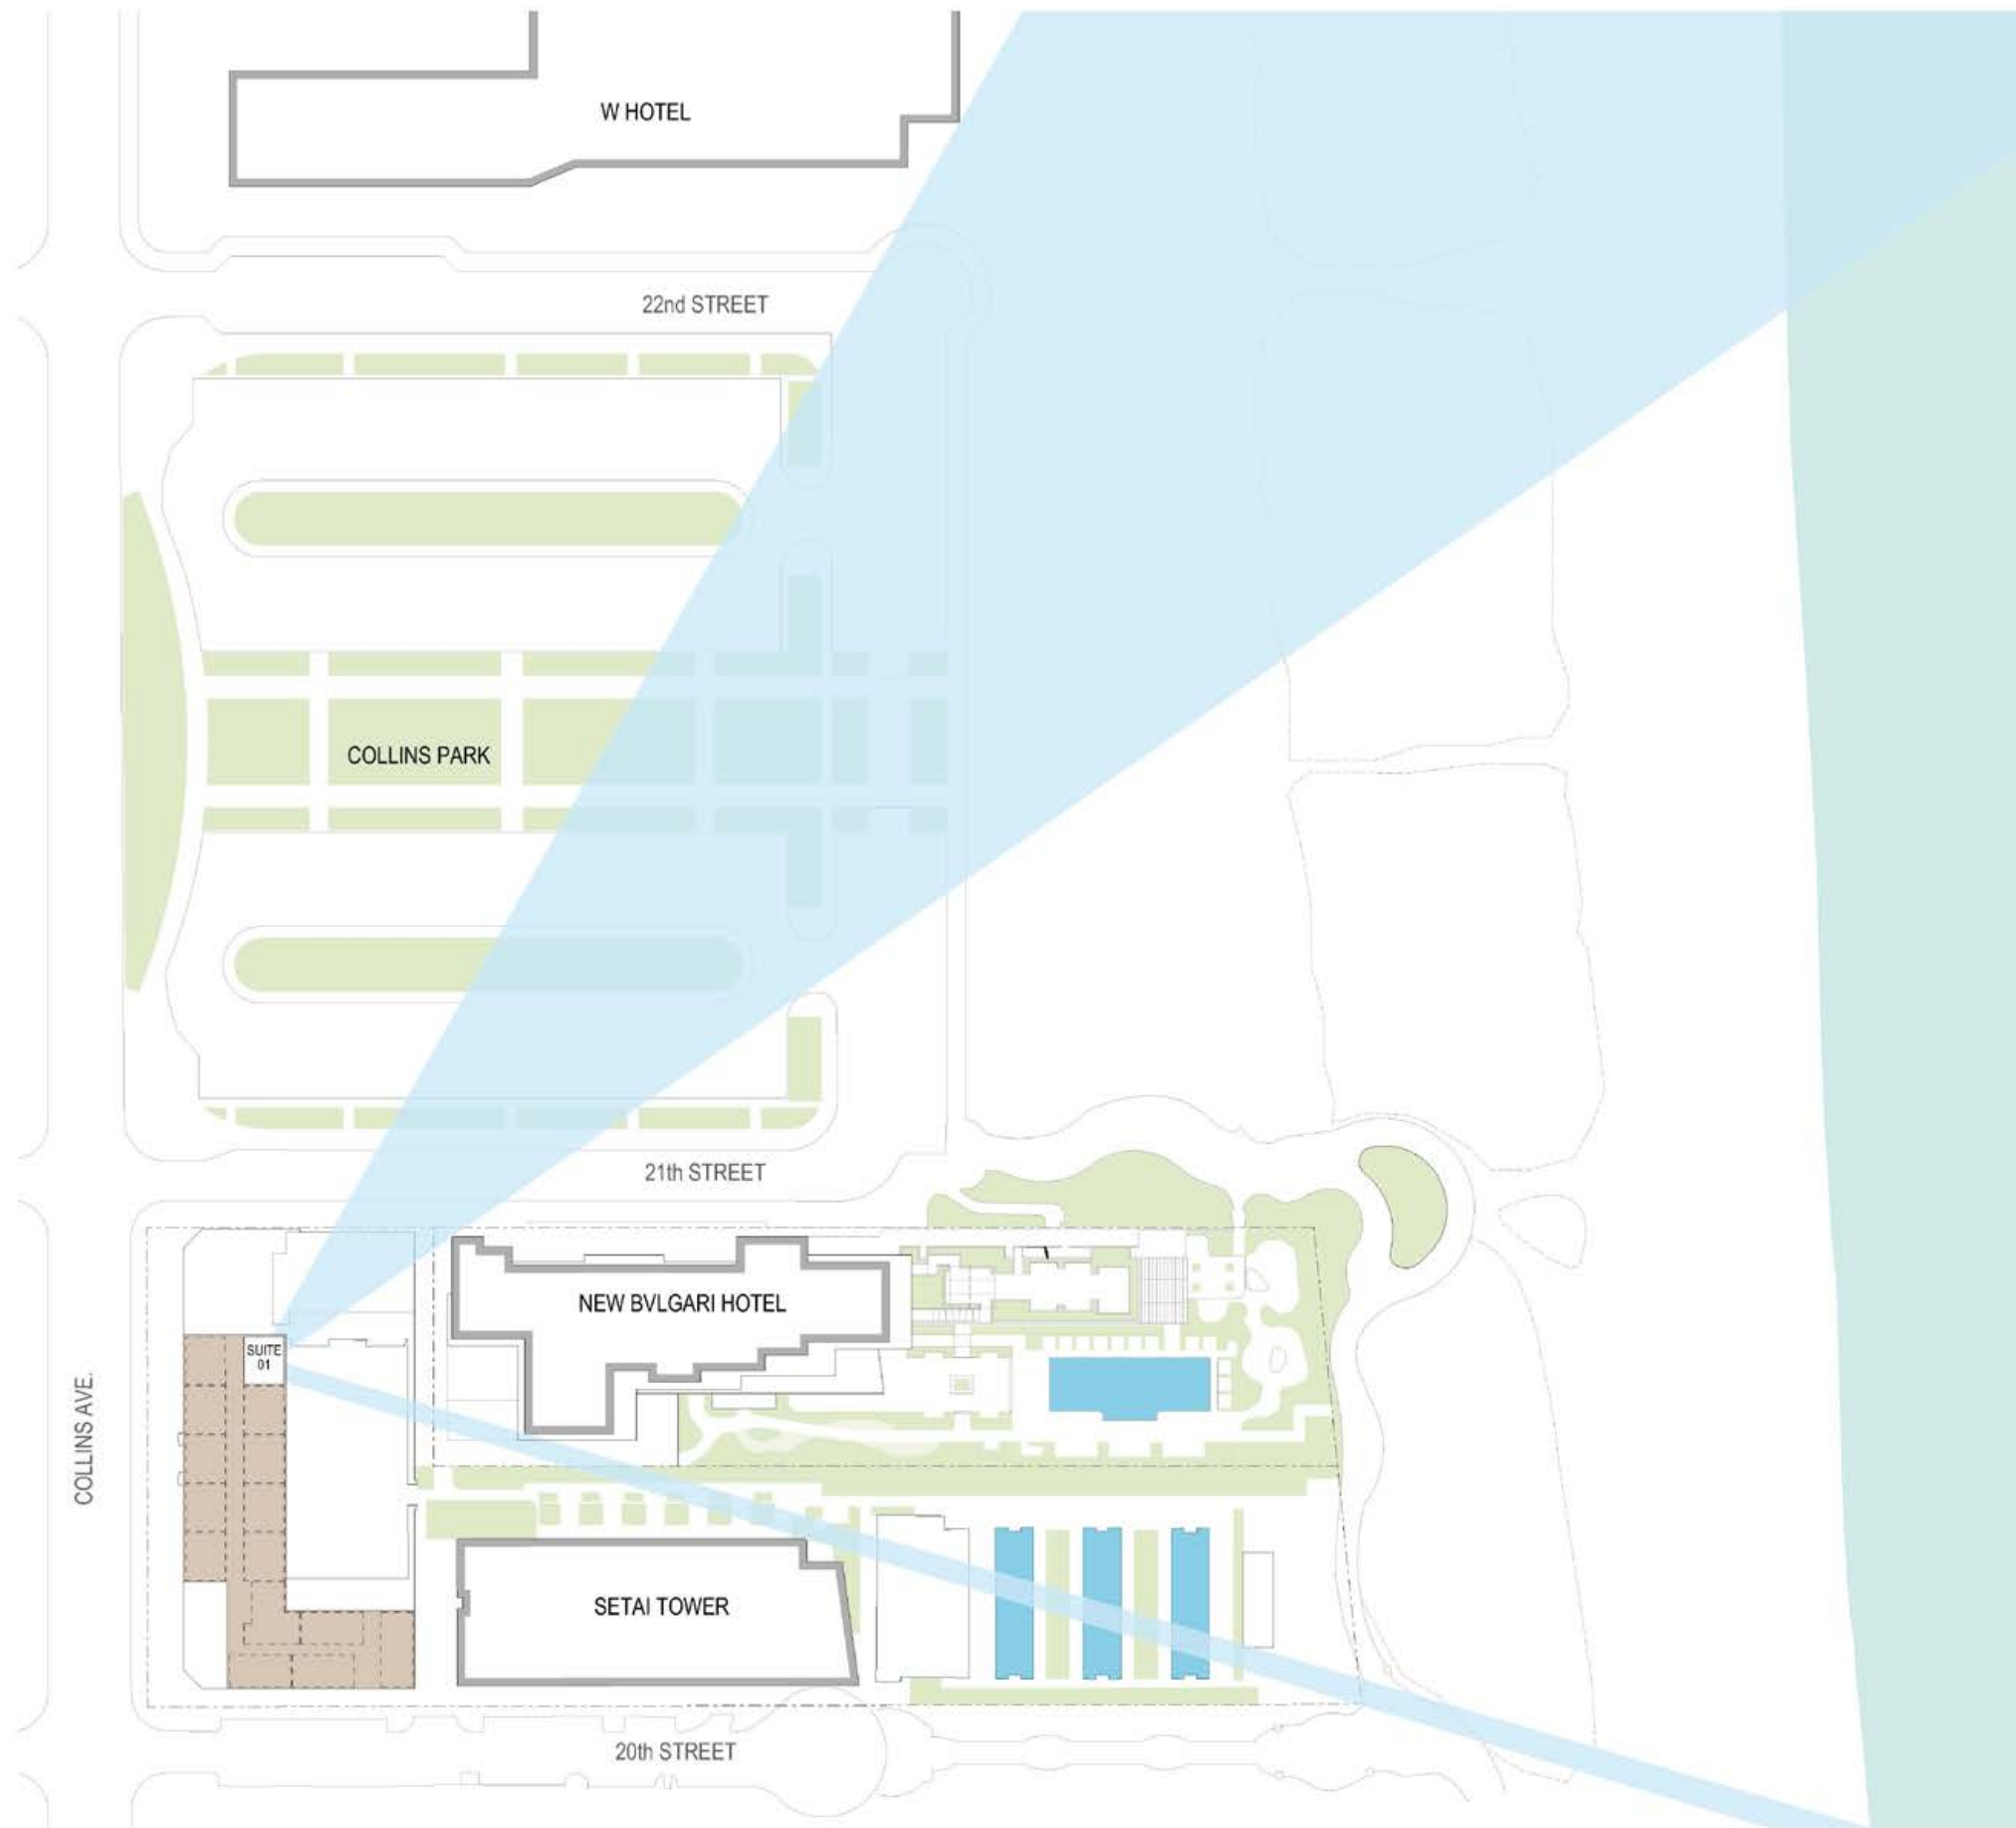 W HOTEL
22nd STREET
COLLINS PARK
21th STREET
NEW BVLGARI HOTEL
SUITE
01
COLLINS AVE.
SETAI TOWER
20th STREET